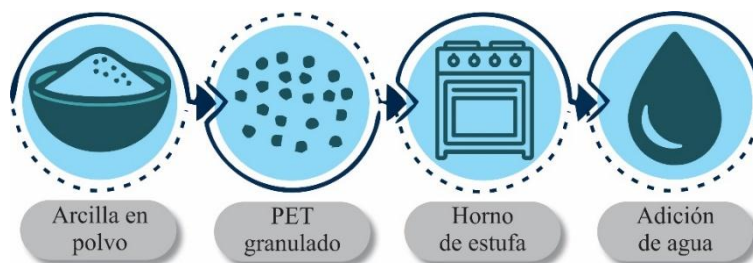 Arcilla en
polvo
PET
granulado
Horno
de estufa
Adición
de agua